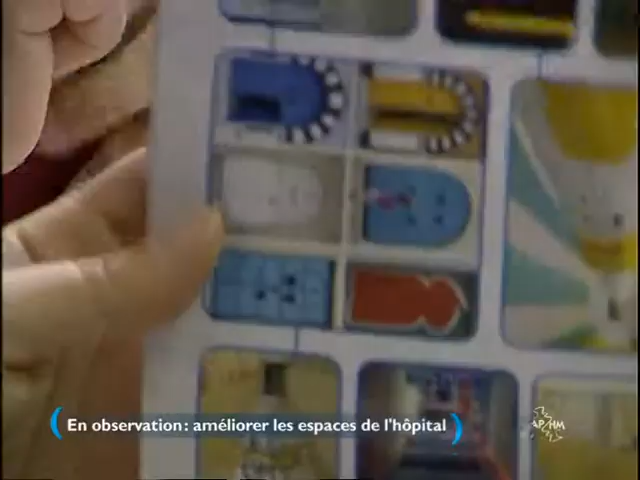 En observation : améliorer les espaces de l'hôpital
AP HM